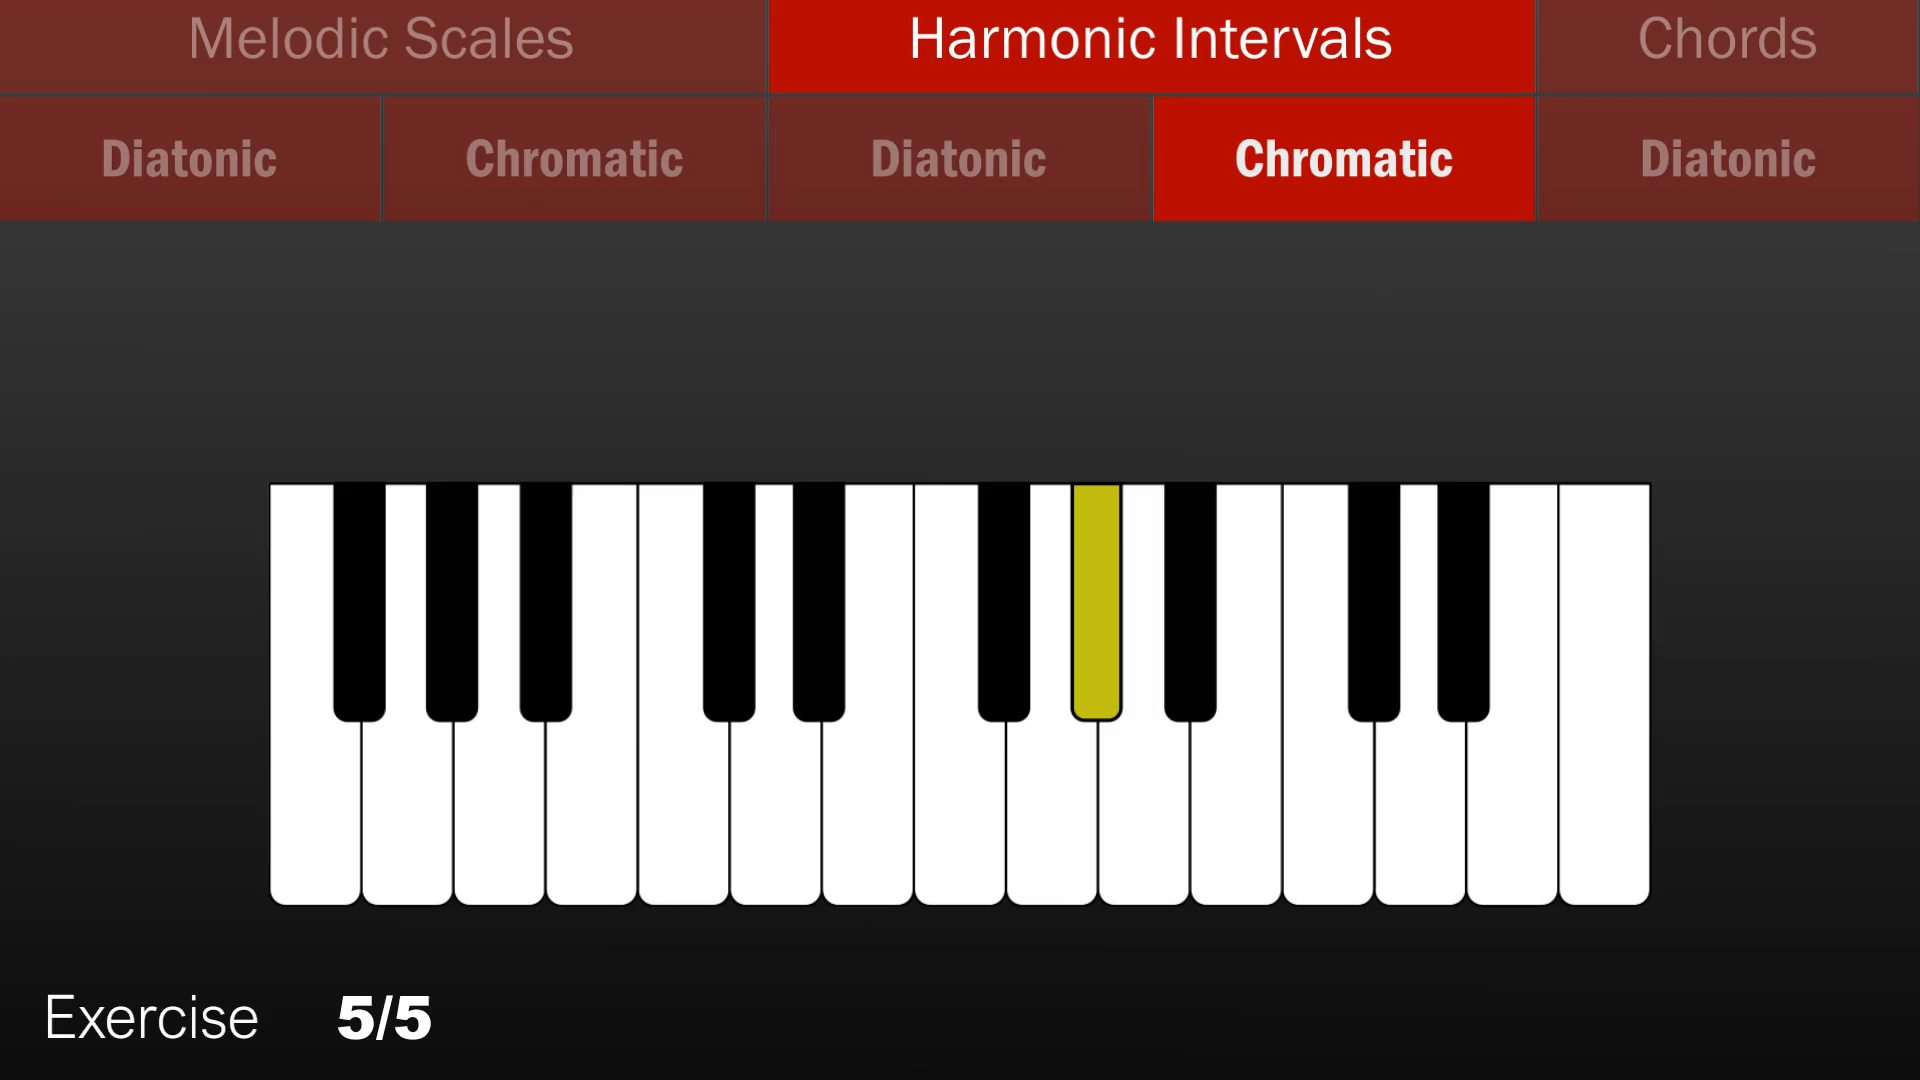 Melodic Scales Harmonic Intervals Chords
Diatonic Chromatic Diatonic Chromatic Diatonic
Exercise 5/5